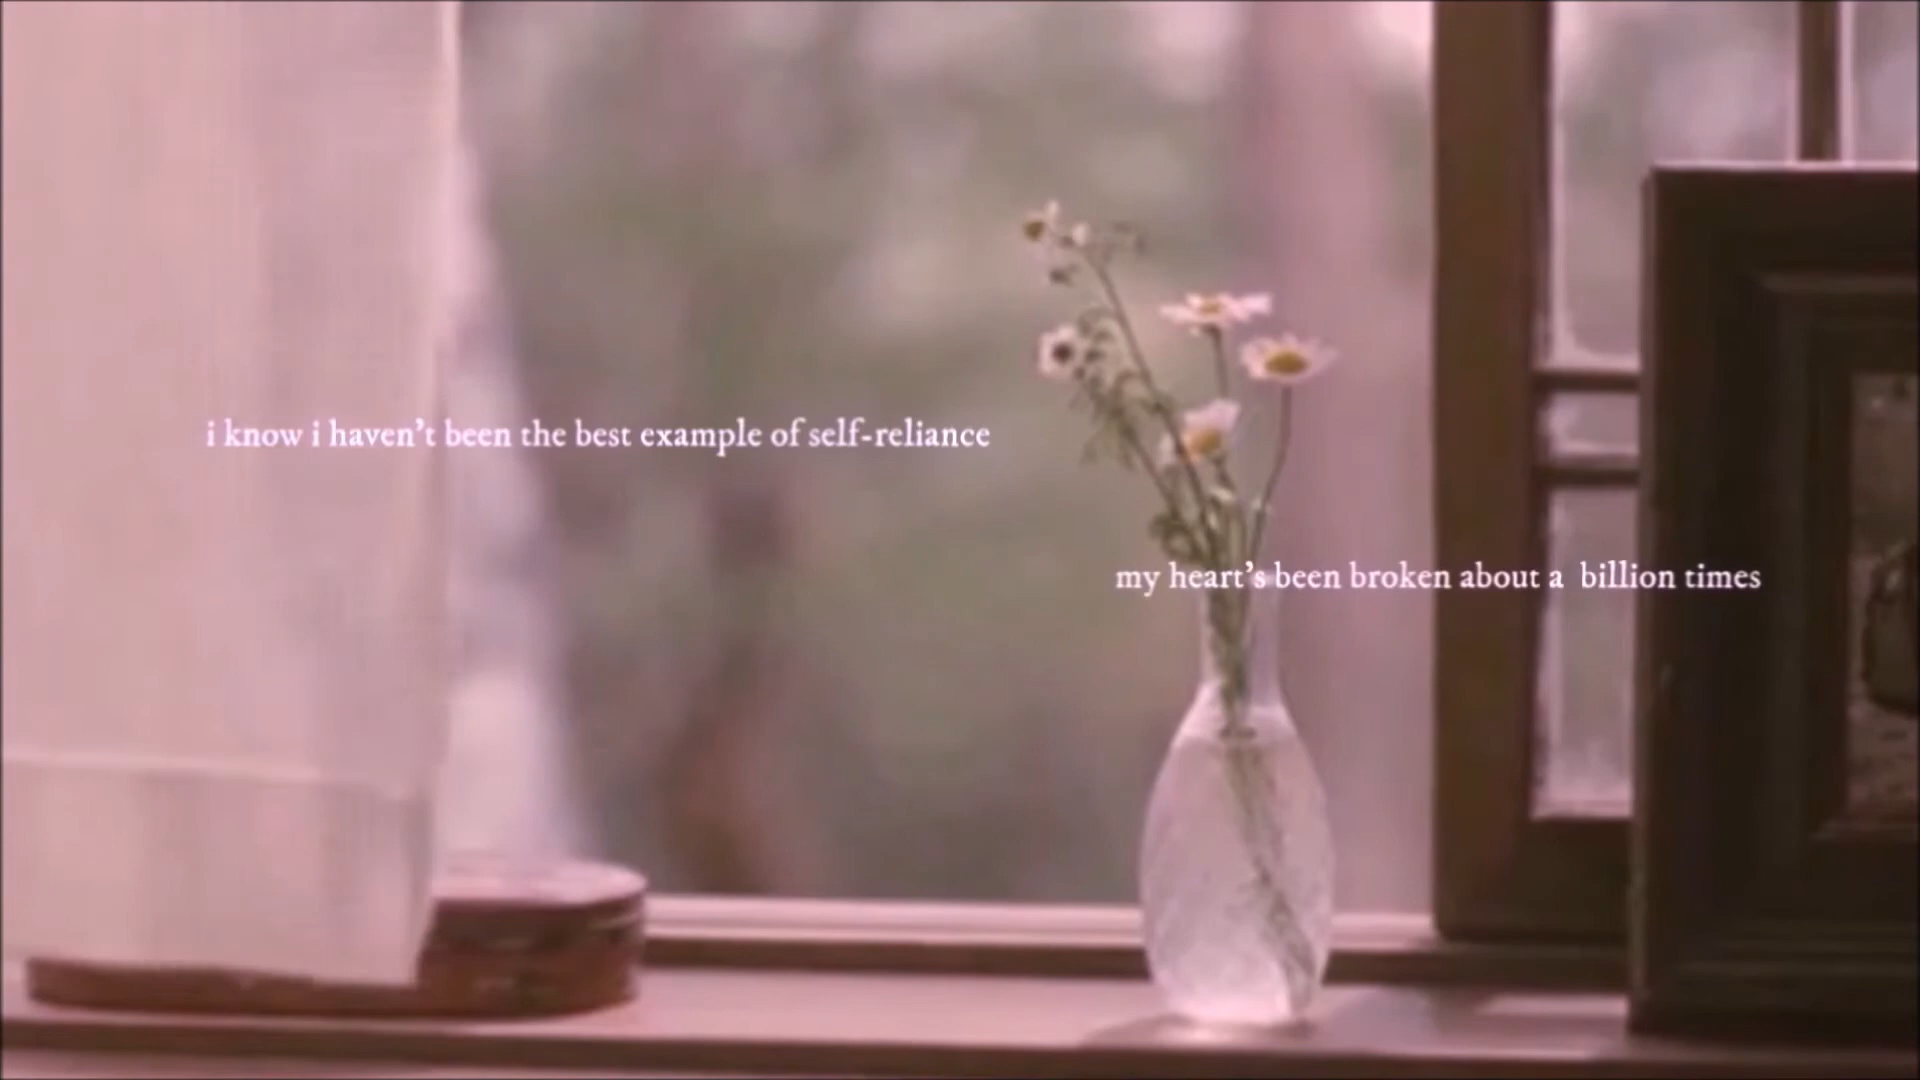 i know i haven't been the best example of self-reliance
my heart's been broken about a billion times